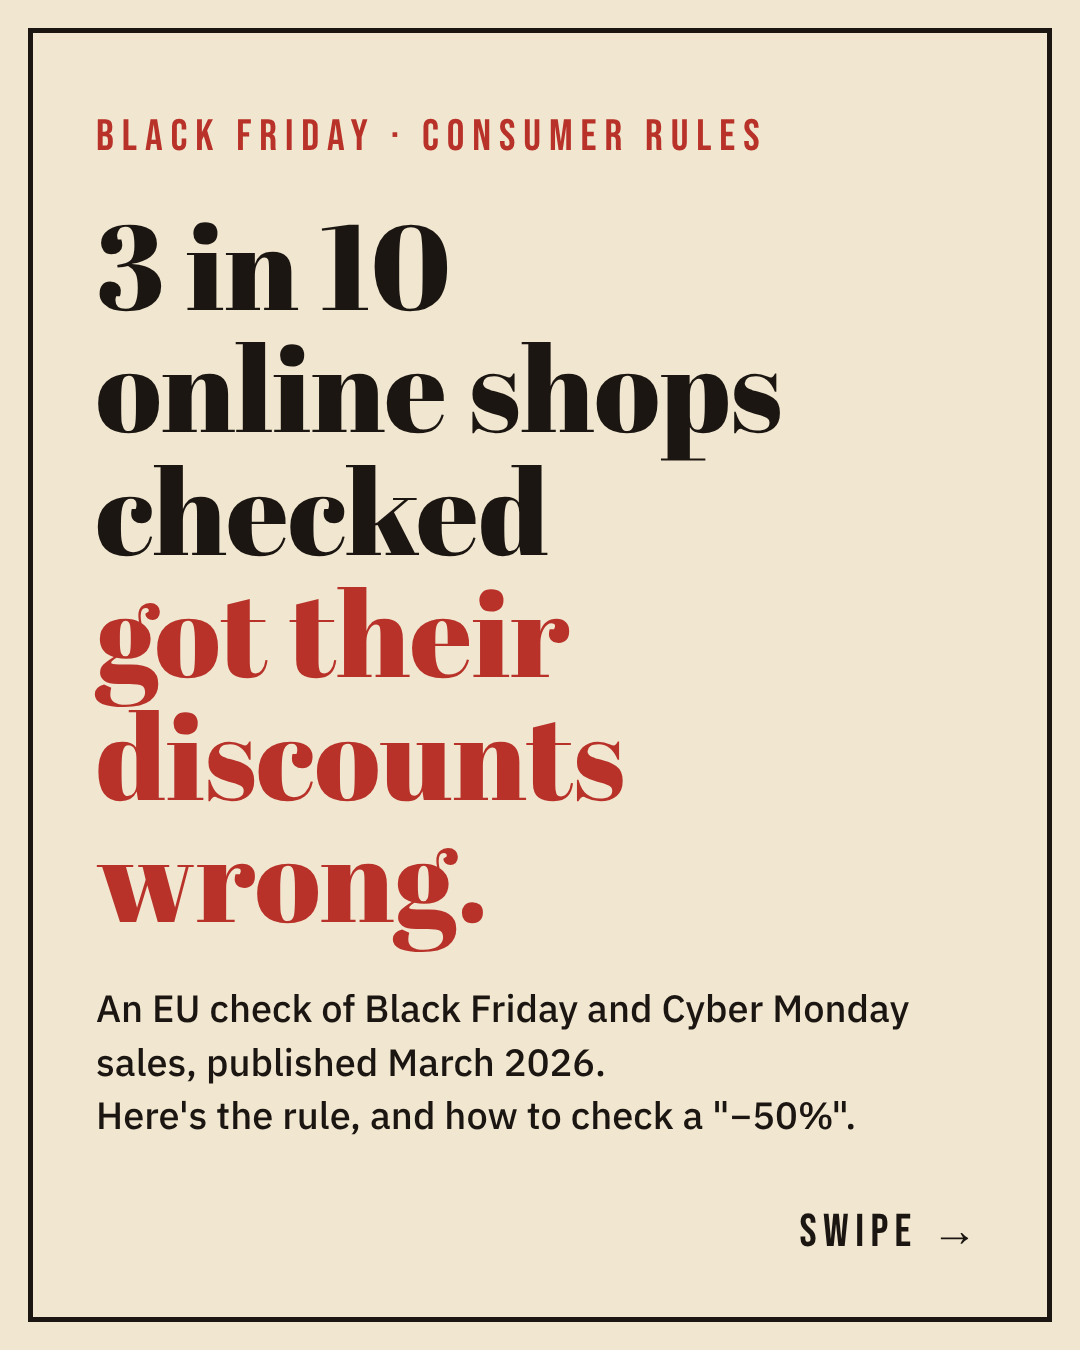 BLACK FRIDAY · CONSUMER RULES
3 in 10
online shops
checked
got their
discounts
wrong.
An EU check of Black Friday and Cyber Monday
sales, published March 2026.
Here's the rule, and how to check a "−50%".
SWIPE →